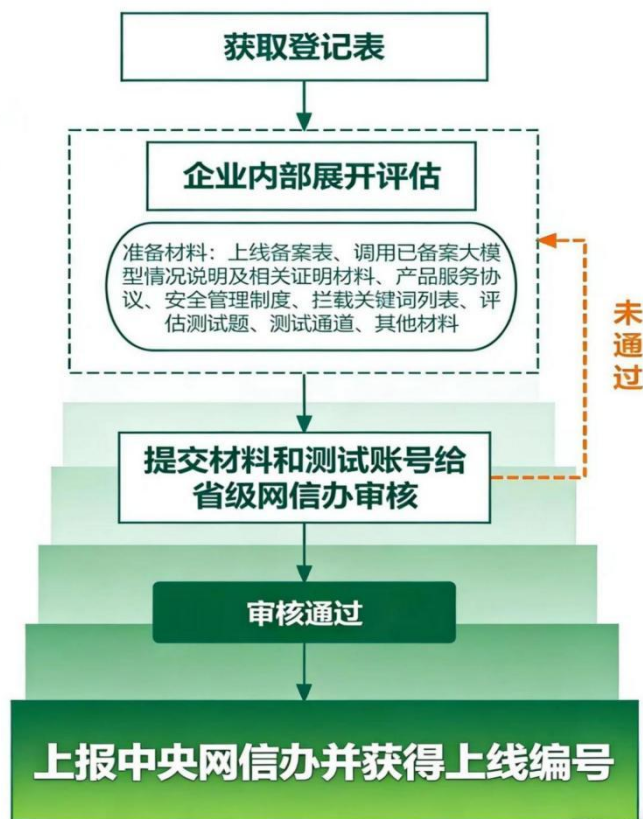 获取登记表
企业内部展开评估
准备材料：上线备案表、调用已备案大模
型情况说明及相关证明材料、产品服务协
议、安全管理制度、拦截关键词列表、评
估测试题、测试通道、其他材料
未通过
提交材料和测试账号给
省级网信办审核
审核通过
上报中央网信办并获得上线编号